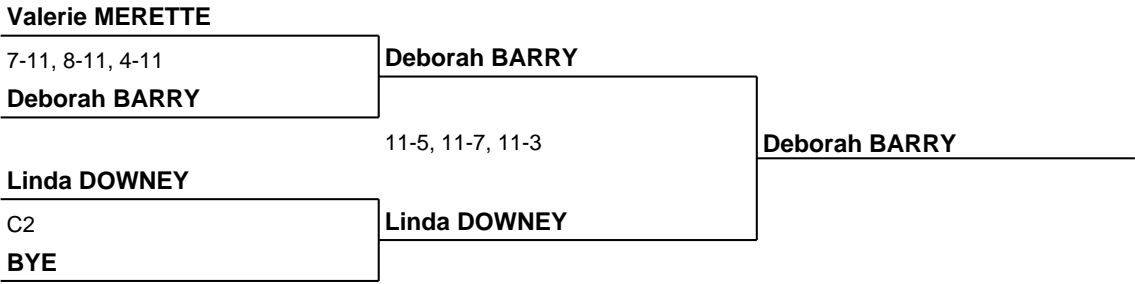 Valerie MERETTE
7-11, 8-11, 4-11
Deborah BARRY
Deborah BARRY
11-5, 11-7, 11-3
Deborah BARRY
Linda DOWNEY
C2
Linda DOWNEY
BYE